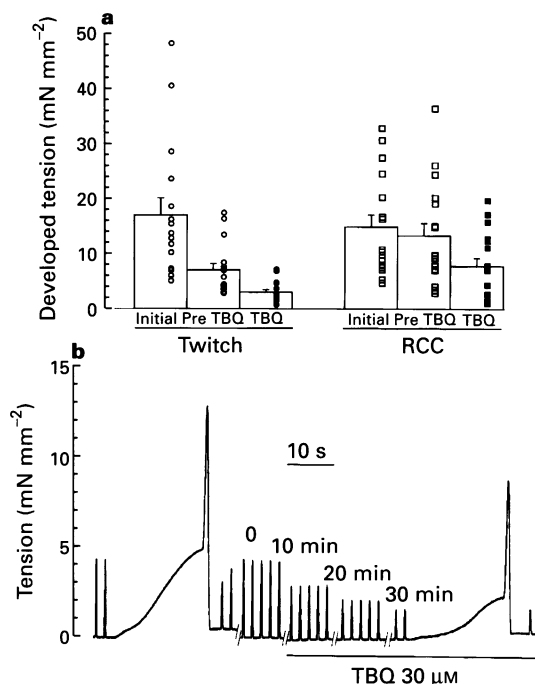 a
Developed tension (mN mm⁻²)
50
40
30
20
10
0
Initial Pre TBQ TBQ
Initial Pre TBQ TBQ
Twitch
RCC
b
Tension (mN mm⁻²)
15
10
5
0
10 s
0
10 min
20 min
30 min
TBQ 30 μM